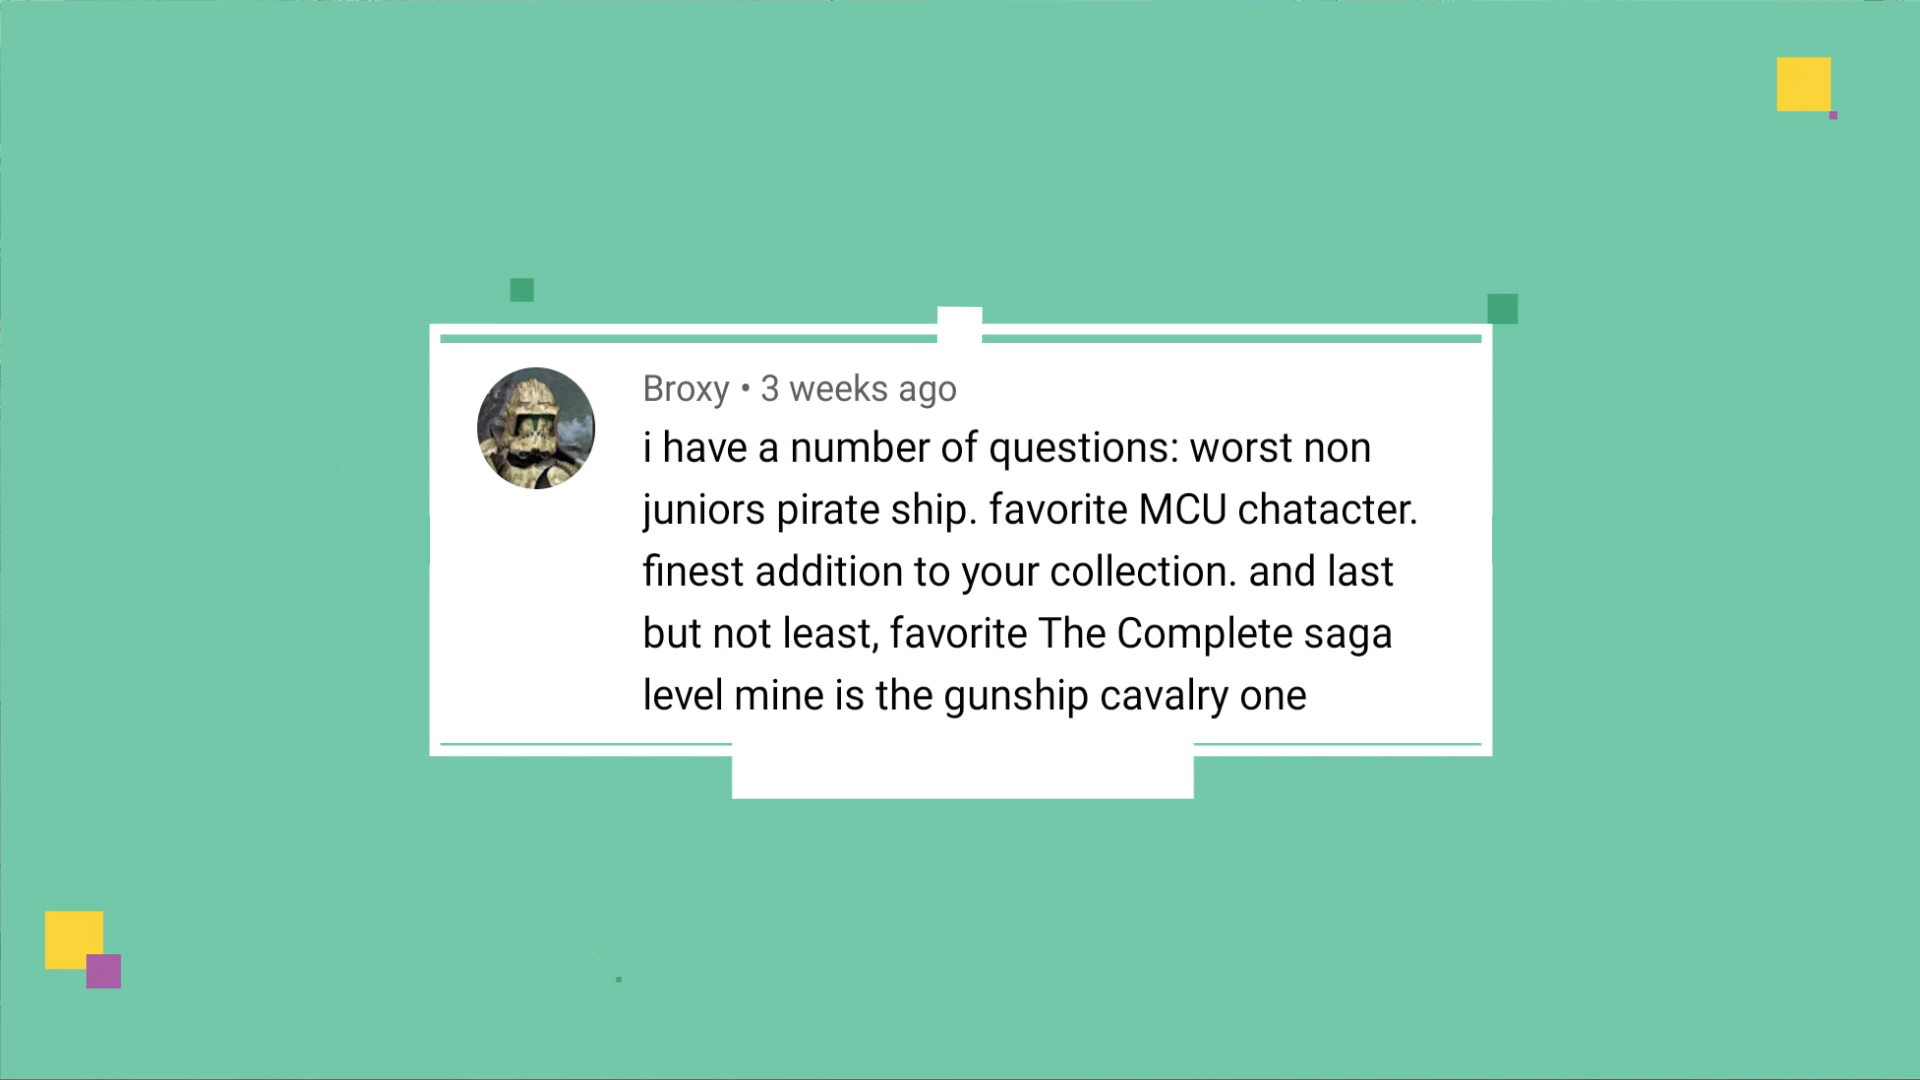 Broxy • 3 weeks ago
i have a number of questions: worst non
juniors pirate ship. favorite MCU chatacter.
finest addition to your collection. and last
but not least, favorite The Complete saga
level mine is the gunship cavalry one